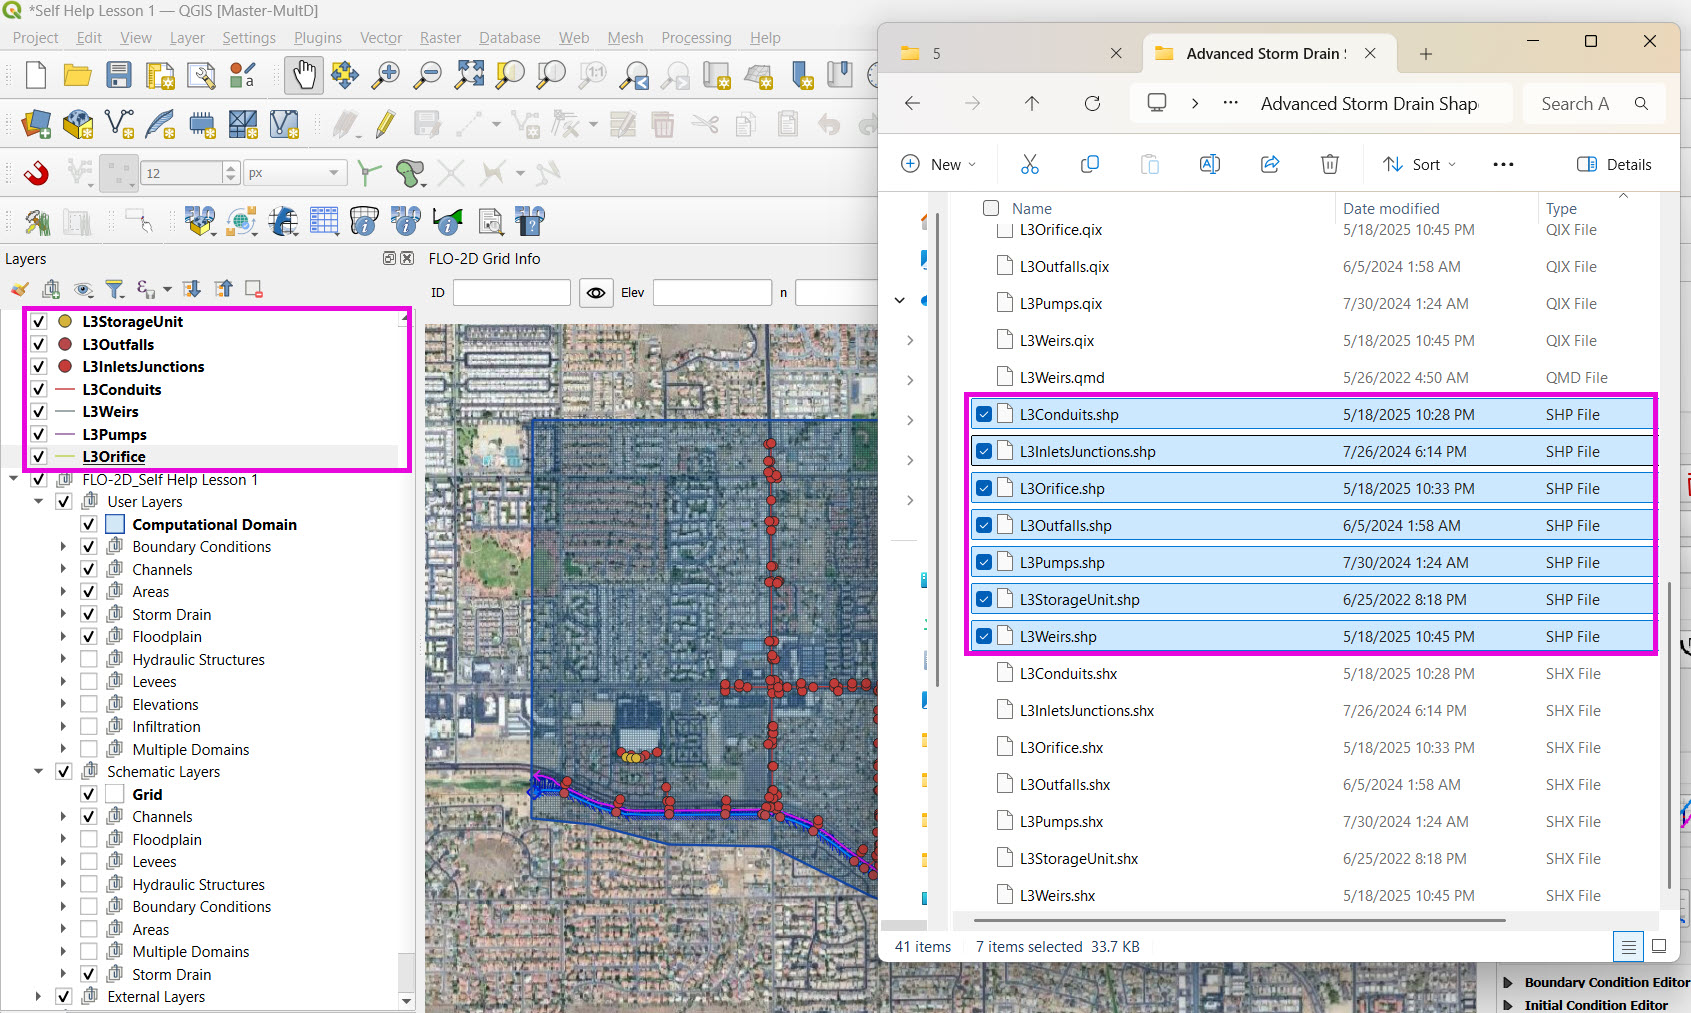 *Self Help Lesson 1 — QGIS [Master-MultD]
Project Edit View Layer Settings Plugins Vector Raster Database Web Mesh Processing Help
1:1
12 px
Layers
FLO-2D Grid Info
ID Elev n
L3StorageUnit
L3Outfalls
L3InletsJunctions
L3Conduits
L3Weirs
L3Pumps
L3Orifice
FLO-2D_Self Help Lesson 1
User Layers
Computational Domain
Boundary Conditions
Channels
Areas
Storm Drain
Floodplain
Hydraulic Structures
Levees
Elevations
Infiltration
Multiple Domains
Schematic Layers
Grid
Channels
Floodplain
Levees
Hydraulic Structures
Boundary Conditions
Areas
Multiple Domains
Storm Drain
External Layers
5
Advanced Storm Drain S
Advanced Storm Drain Shap
Search A
New Sort Details
Name Date modified Type
L3Orifice.qix 5/18/2025 10:45 PM QIX File
L3Outfalls.qix 6/5/2024 1:58 AM QIX File
L3Pumps.qix 7/30/2024 1:24 AM QIX File
L3Weirs.qix 5/18/2025 10:45 PM QIX File
L3Weirs.qmd 5/26/2022 4:50 AM QMD File
L3Conduits.shp 5/18/2025 10:28 PM SHP File
L3InletsJunctions.shp 7/26/2024 6:14 PM SHP File
L3Orifice.shp 5/18/2025 10:33 PM SHP File
L3Outfalls.shp 6/5/2024 1:58 AM SHP File
L3Pumps.shp 7/30/2024 1:24 AM SHP File
L3StorageUnit.shp 6/25/2022 8:18 PM SHP File
L3Weirs.shp 5/18/2025 10:45 PM SHP File
L3Conduits.shx 5/18/2025 10:28 PM SHX File
L3InletsJunctions.shx 7/26/2024 6:14 PM SHX File
L3Orifice.shx 5/18/2025 10:33 PM SHX File
L3Outfalls.shx 6/5/2024 1:58 AM SHX File
L3Pumps.shx 7/30/2024 1:24 AM SHX File
L3StorageUnit.shx 6/25/2022 8:18 PM SHX File
L3Weirs.shx 5/18/2025 10:45 PM SHX File
41 items 7 items selected 33.7 KB
Boundary Condition Editor
Initial Condition Editor